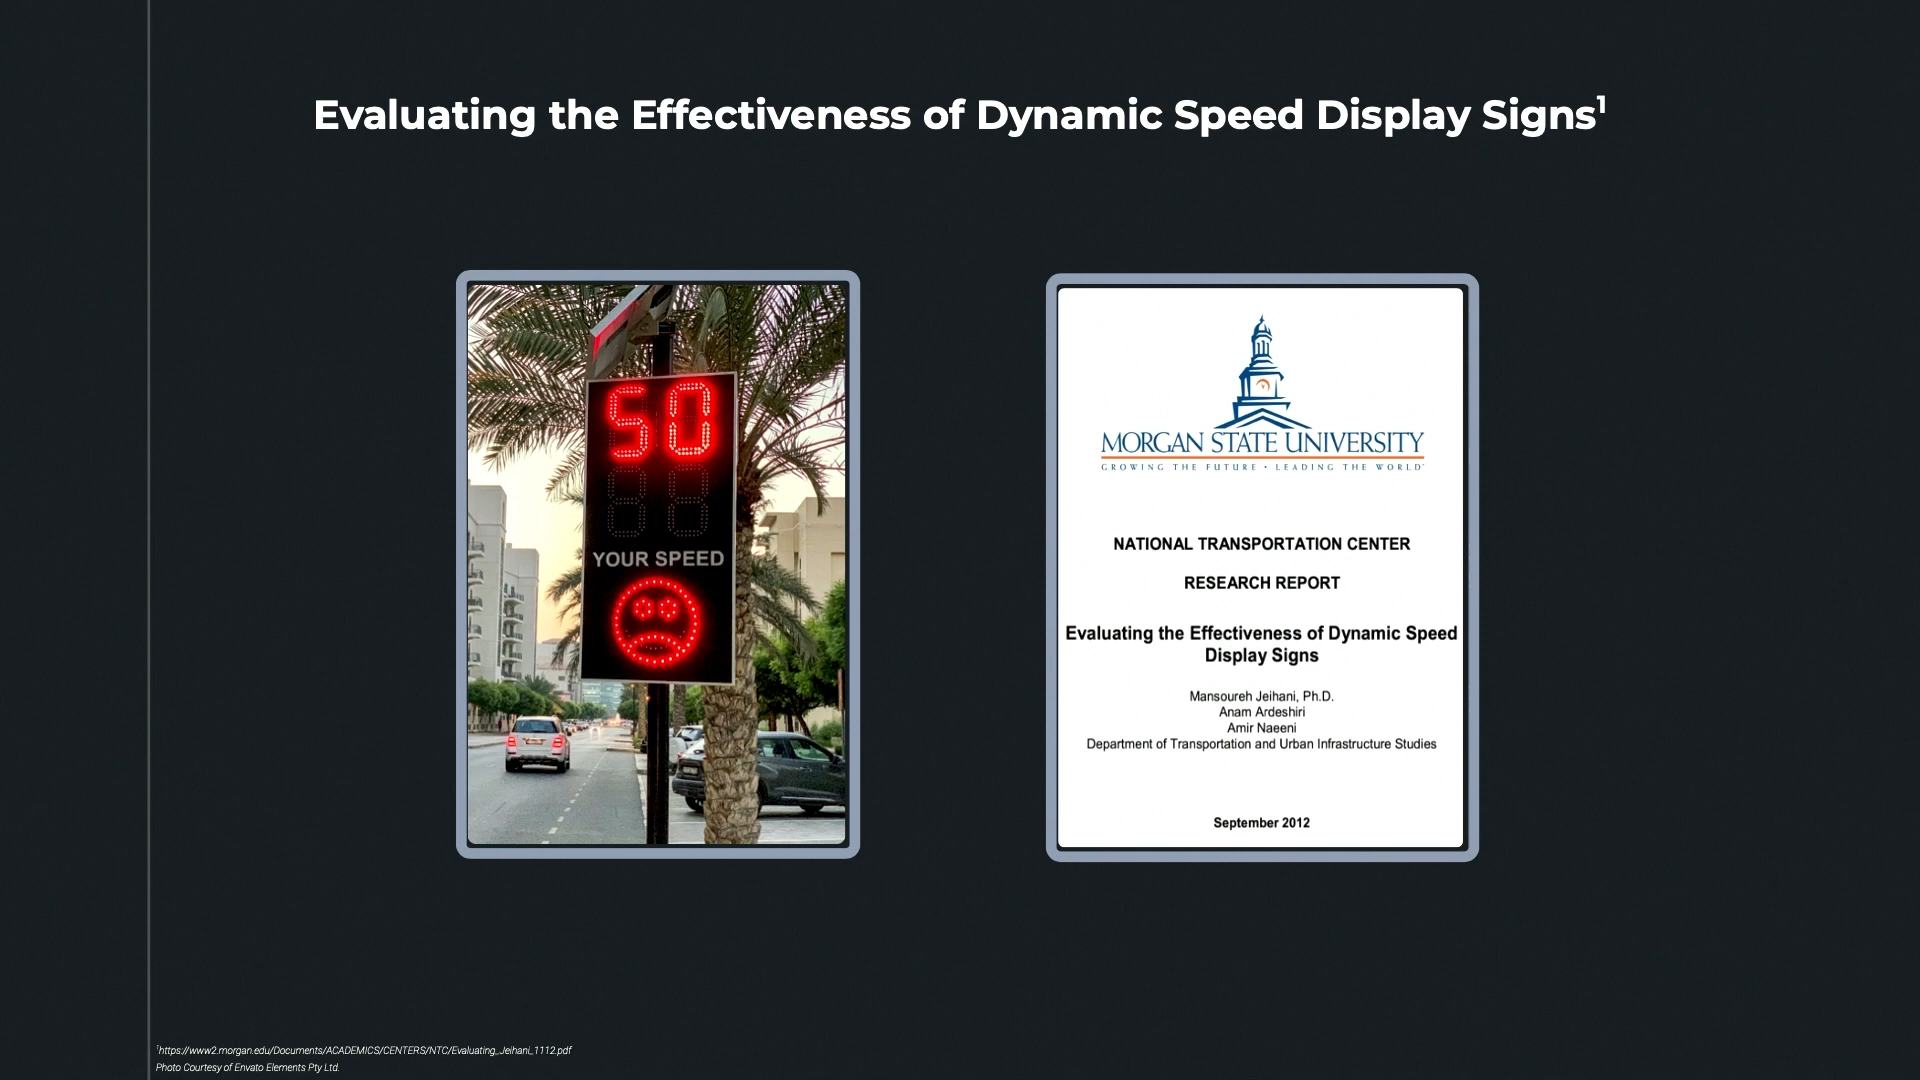 Evaluating the Effectiveness of Dynamic Speed Display Signs¹
50
YOUR SPEED
MORGAN STATE UNIVERSITY
GROWING THE FUTURE • LEADING THE WORLD
NATIONAL TRANSPORTATION CENTER
RESEARCH REPORT
Evaluating the Effectiveness of Dynamic Speed
Display Signs
Mansoureh Jeihani, Ph.D.
Anam Ardeshiri
Amir Naeeni
Department of Transportation and Urban Infrastructure Studies
September 2012
¹https://www2.morgan.edu/Documents/ACADEMICS/CENTERS/NTC/Evaluating_Jeihani_1112.pdf
Photo Courtesy of Envato Elements Pty Ltd.